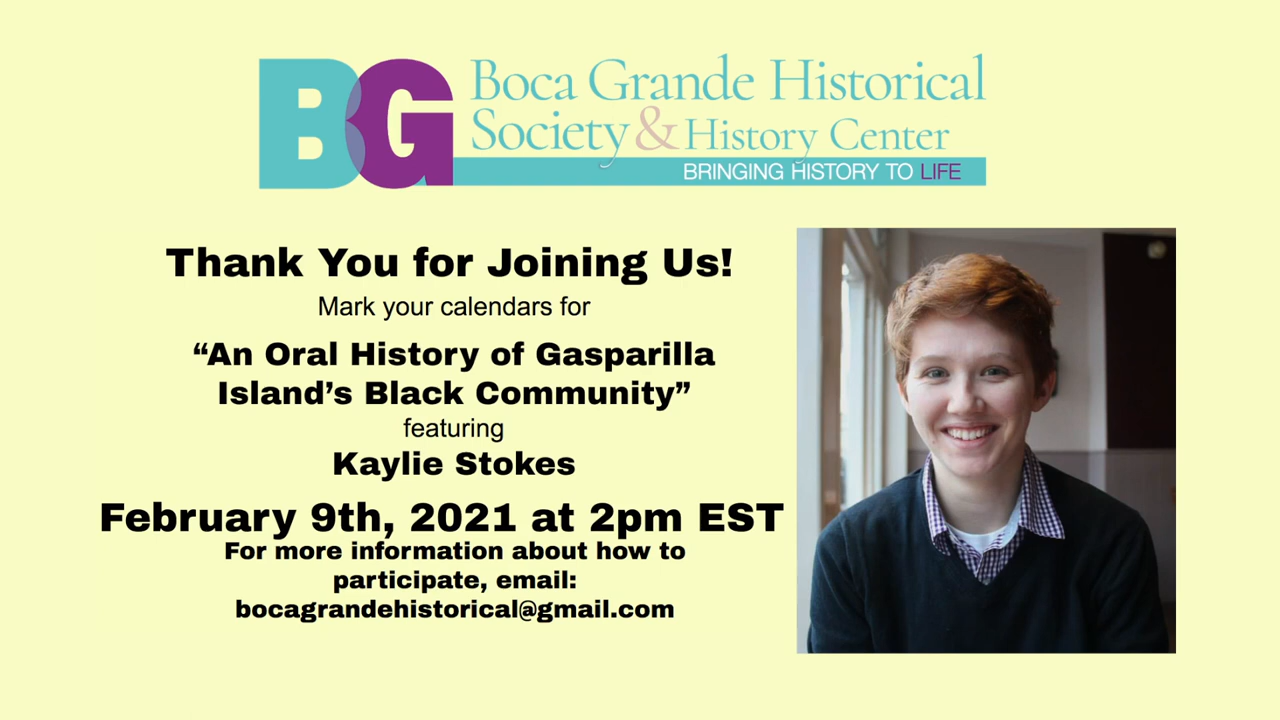 BG
Boca Grande Historical
Society & History Center
BRINGING HISTORY TO LIFE
Thank You for Joining Us!
Mark your calendars for
“An Oral History of Gasparilla
Island’s Black Community”
featuring
Kaylie Stokes
February 9th, 2021 at 2pm EST
For more information about how to
participate, email:
bocagrandehistorical@gmail.com